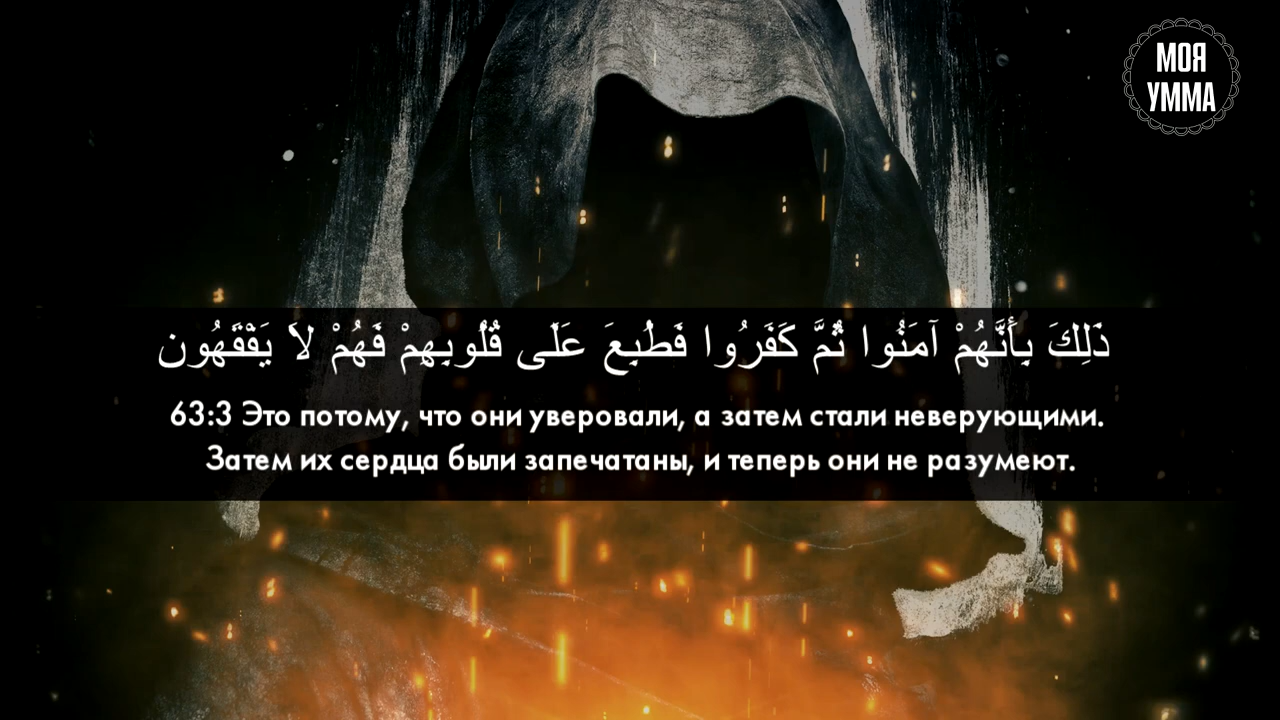 МОЯ
УММА
ذَلِكَ بِأَنَّهُمْ آمَنُوا ثُمَّ كَفَرُوا فَطُبِعَ عَلَى قُلُوبِهِمْ فَهُمْ لَا يَفْقَهُون
63:3 Это потому, что они уверовали, а затем стали неверующими.
Затем их сердца были запечатаны, и теперь они не разумеют.